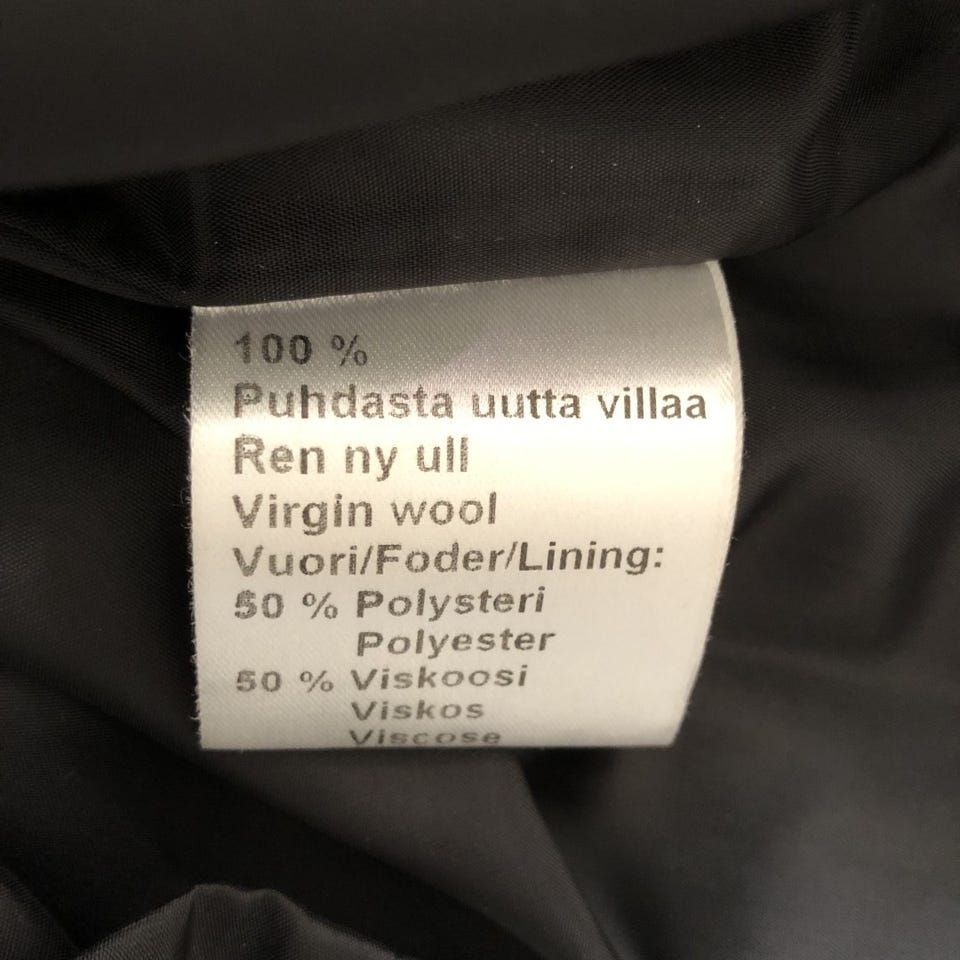 100 %
Puhdasta uutta villaa
Ren ny ull
Virgin wool
Vuori/Foder/Lining:
50 % Polysteri
Polyester
50 % Viskoosi
Viskos
Viscose